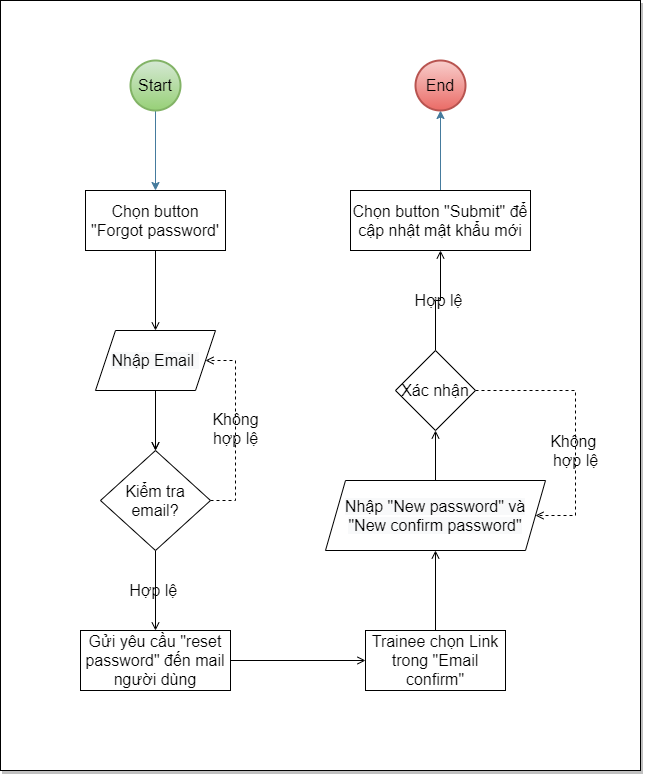 Start
Chọn button
"Forgot password'
Nhập Email
Không
hợp lệ
Kiểm tra
email?
Hợp lệ
Gửi yêu cầu "reset
password" đến mail
người dùng
Trainee chọn Link
trong "Email
confirm"
Nhập "New password" và
"New confirm password"
Không
hợp lệ
Xác nhận
Hợp lệ
Chọn button "Submit" để
cập nhật mật khẩu mới
End